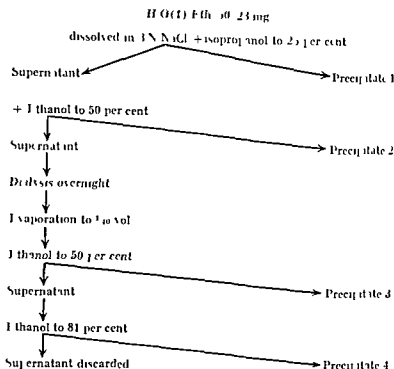 dissolved in 3N NaCl + isopropanol to 25 per cent
Supernatant Precipitate 1
+ Ethanol to 50 per cent
Supernatant Precipitate 2
Dialysis overnight
Evaporation to vol
Ethanol to 50 per cent
Supernatant Precipitate 3
Ethanol to 81 per cent
Supernatant discarded Precipitate 4